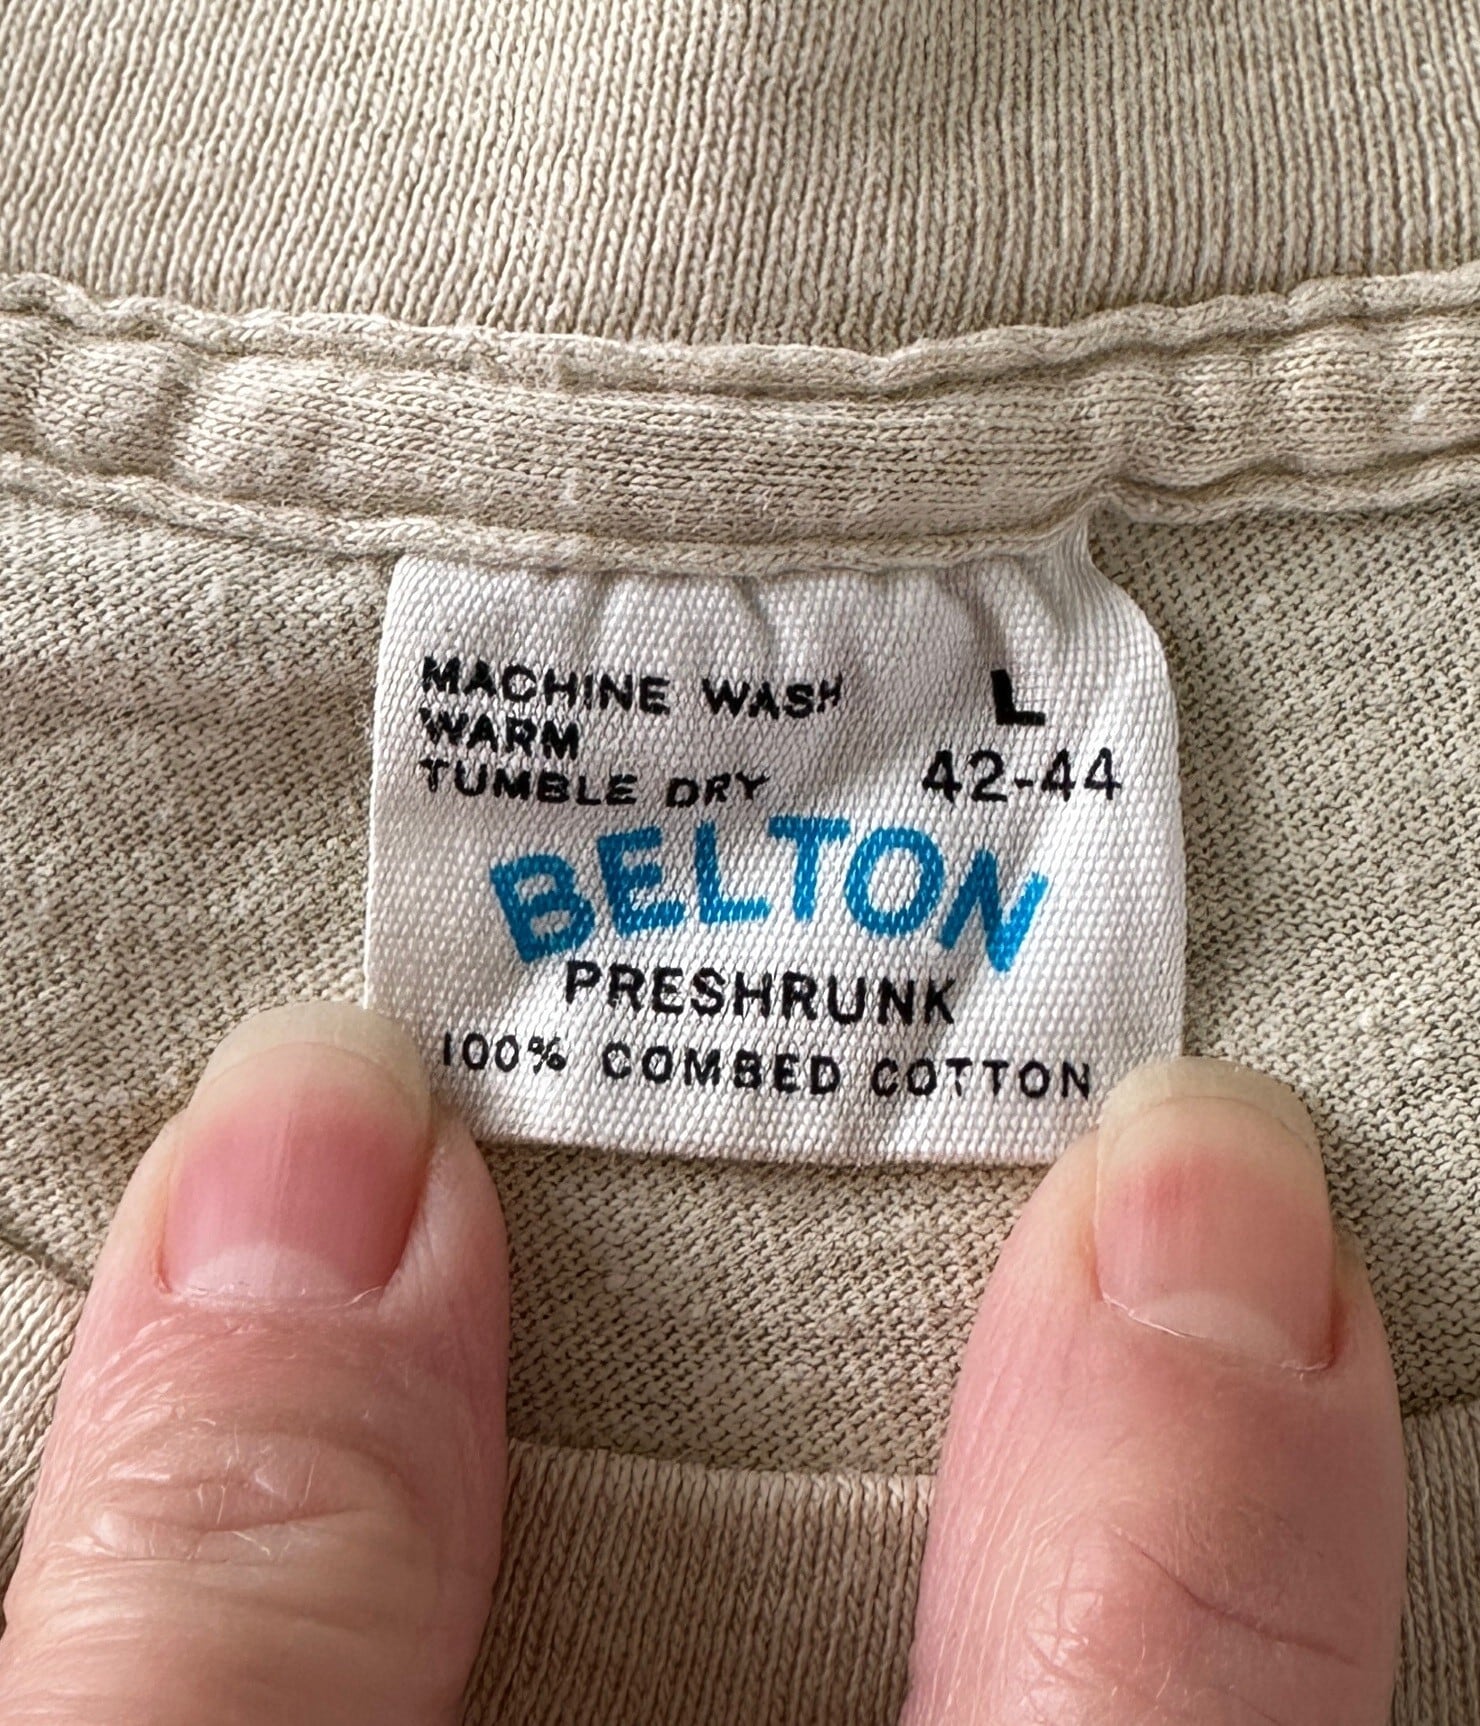 MACHINE WASH
WARM
TUMBLE DRY
L
42-44
BELTON
PRESHRUNK
100% COMBED COTTON